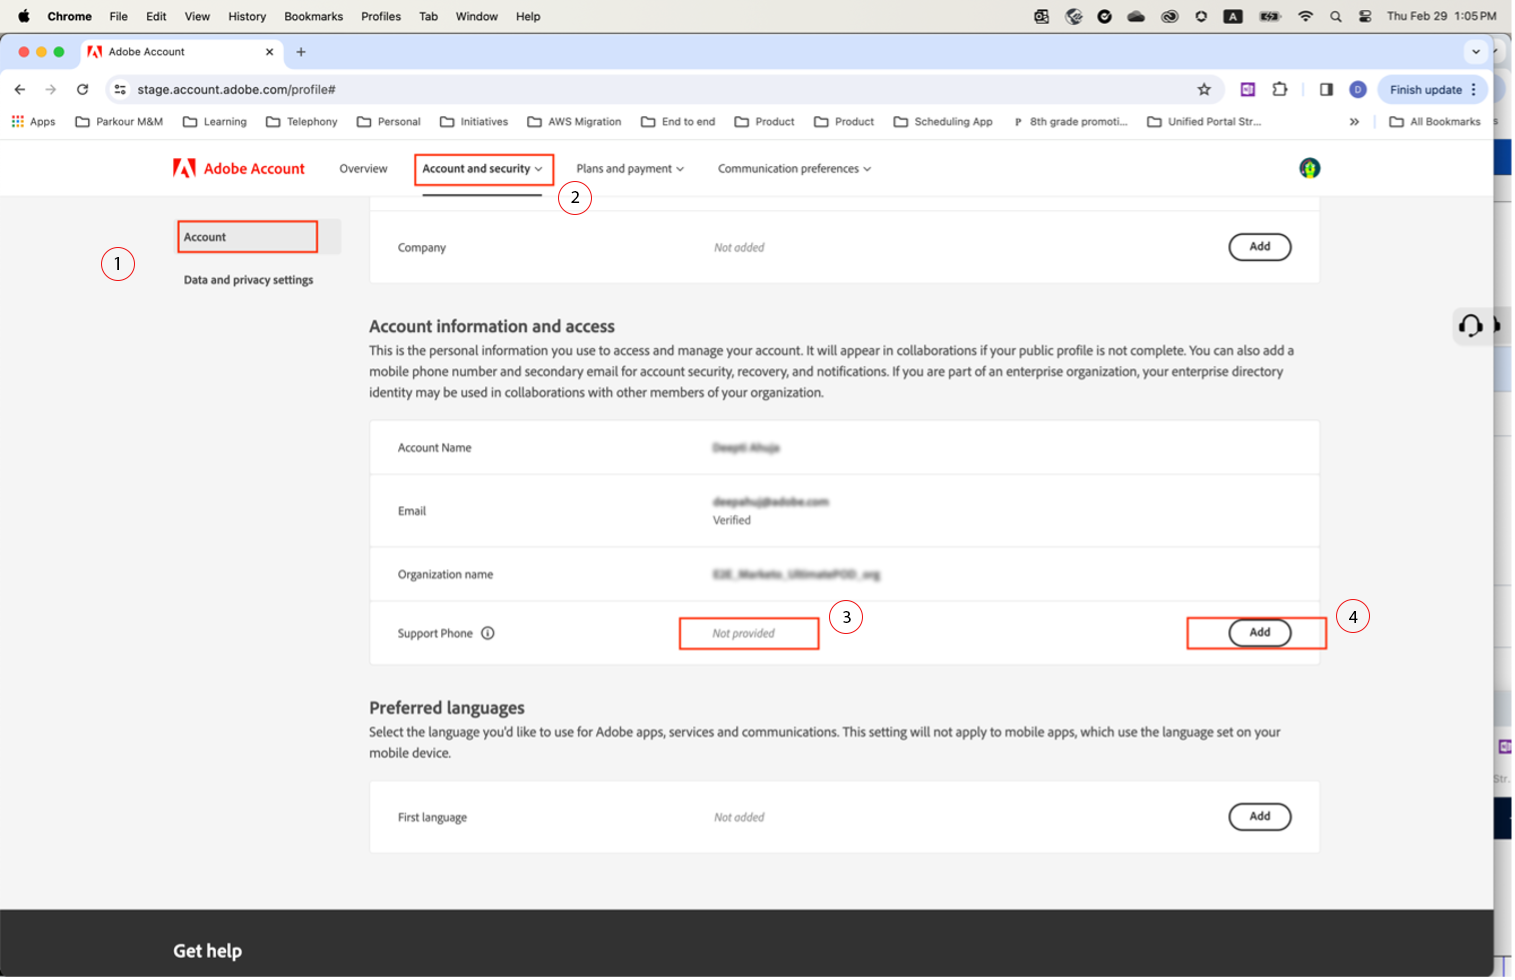 Chrome File Edit View History Bookmarks Profiles Tab Window Help A Thu Feb 29 1:05 PM
Adobe Account
stage.account.adobe.com/profile# D Finish update
Apps Parkour M&M Learning Telephony Personal Initiatives AWS Migration End to end Product Product Scheduling App P 8th grade promoti... Unified Portal Str... » All Bookmarks
Adobe Account Overview Account and security Plans and payment Communication preferences
2
Account
1
Data and privacy settings
Company Not added Add
Account information and access
This is the personal information you use to access and manage your account. It will appear in collaborations if your public profile is not complete. You can also add a
mobile phone number and secondary email for account security, recovery, and notifications. If you are part of an enterprise organization, your enterprise directory
identity may be used in collaborations with other members of your organization.
Account Name
Email
Verified
Organization name
3
4
Support Phone Not provided Add
Preferred languages
Select the language you'd like to use for Adobe apps, services and communications. This setting will not apply to mobile apps, which use the language set on your
mobile device.
Str.
First language Not added Add
Get help